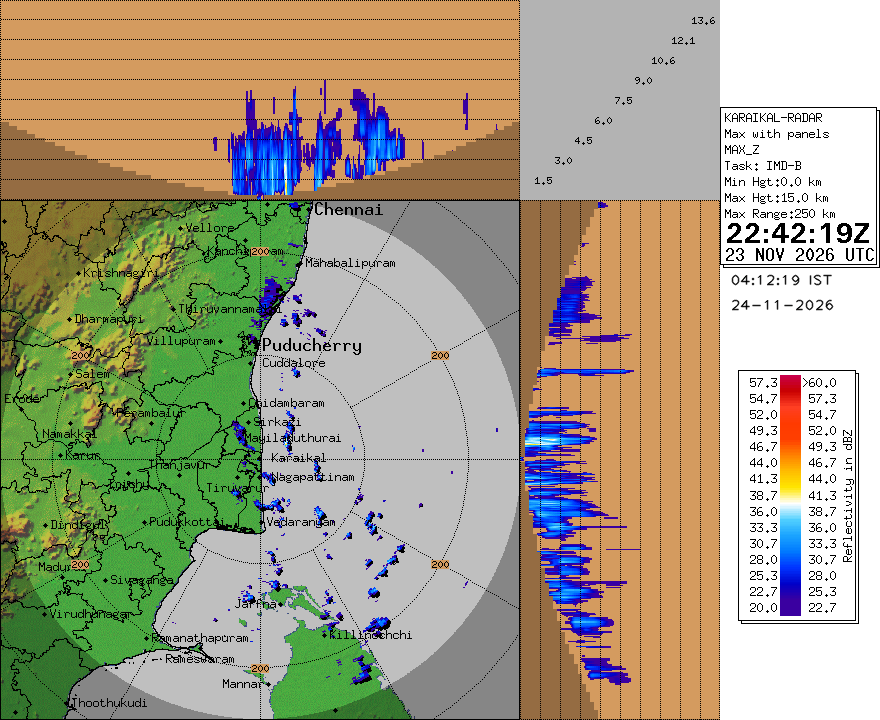 13.6
12.1
10.6
9.0
7.5
6.0
4.5
3.0
1.5
KARAIKAL-RADAR
Max with panels
MAX_Z
Task: IMD-B
Min Hgt:0.0 km
Max Hgt:15.0 km
Max Range:250 km
22:42:19Z
23 NOV 2026 UTC
04:12:19 IST
24-11-2026
Chennai
Vellore
200
Mahabalipuram
Krishnagiri
Dharmapuri
Villupuram
Puducherry
200
200
Cuddalore
Salem
Chidambaram
Perambalur
Sirkazi
Namakkal
Mayiladuthurai
Karur
Karaikal
Thanjavur
Nagapattinam
Tiruvarur
Pudukkottai
Vedaranyam
200
200
Sivaganga
Jaffna
Virudhunagar
Ramanathapuram
Killinochchi
Rameswaram
200
Mannar
Thoothukudi
57.3 >60.0
54.7 57.3
52.0 54.7
49.3 52.0
46.7 49.3
44.0 46.7
41.3 44.0
38.7 41.3
36.0 38.7
33.3 36.0
30.7 33.3
28.0 30.7
25.3 28.0
22.7 25.3
20.0 22.7
Reflectivity in dBZ